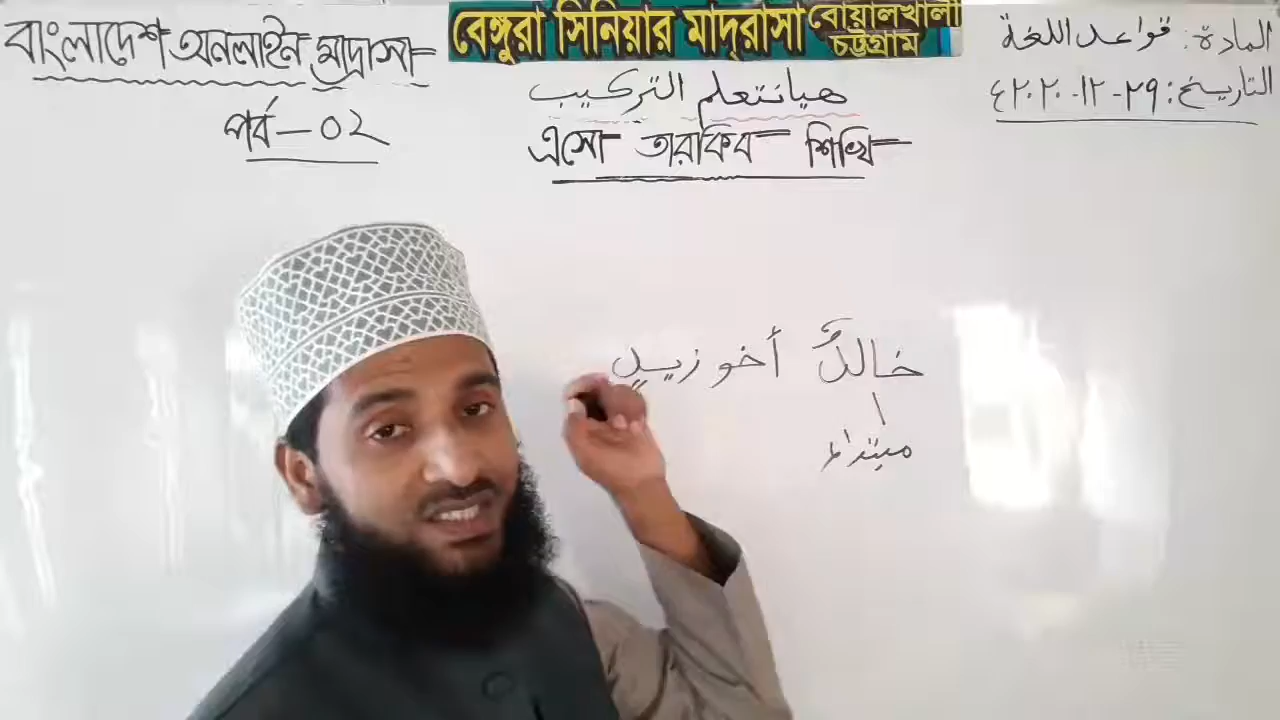 বাংলাদেশ অনলাইন মাদ্রাসা
পর্ব – ০২
বেঙ্গুরা সিনিয়ার মাদ্‌রাসা বোয়ালখালী
চট্টগ্রাম
هيا نتعلم التركيب
এসো তারকিব শিখি
المادة: قواعد اللغة
التاريخ: ٢٩-١٢-٢٠٢٠ع
خالدٌ أخو زيدٍ
مبتدأ